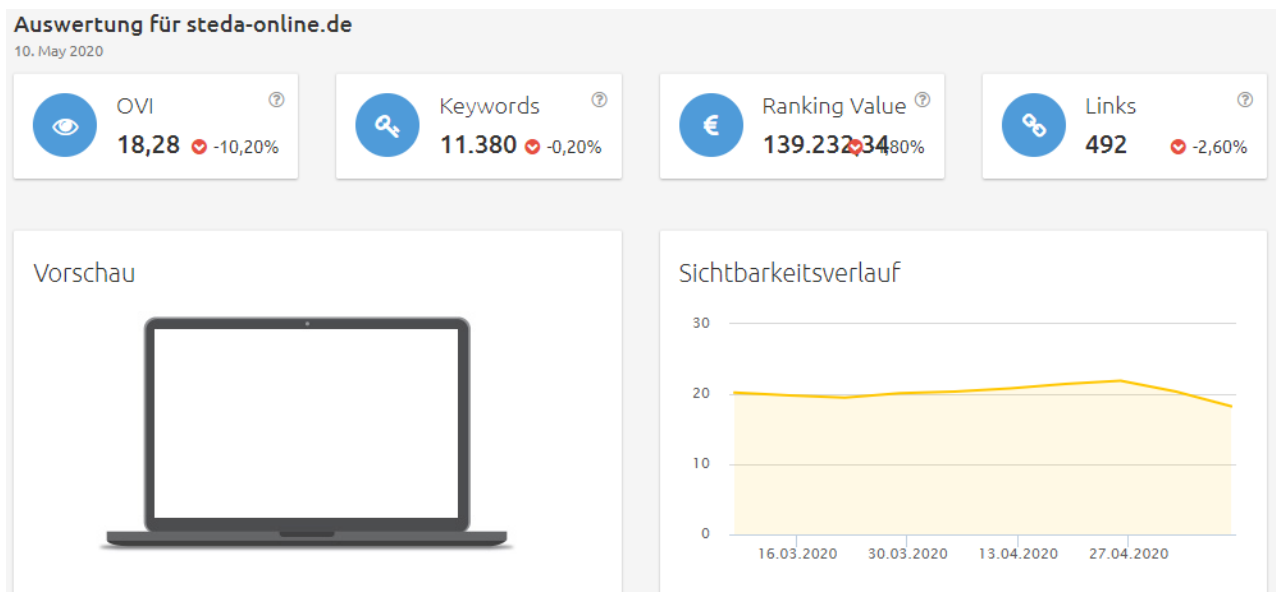 Auswertung für steda-online.de
10. May 2020
OVI
18,28 -10,20%
Keywords
11.380 -0,20%
Ranking Value
139.232,34 ,80%
Links
492 -2,60%
Vorschau
Sichtbarkeitsverlauf
30
20
10
0
16.03.2020 30.03.2020 13.04.2020 27.04.2020